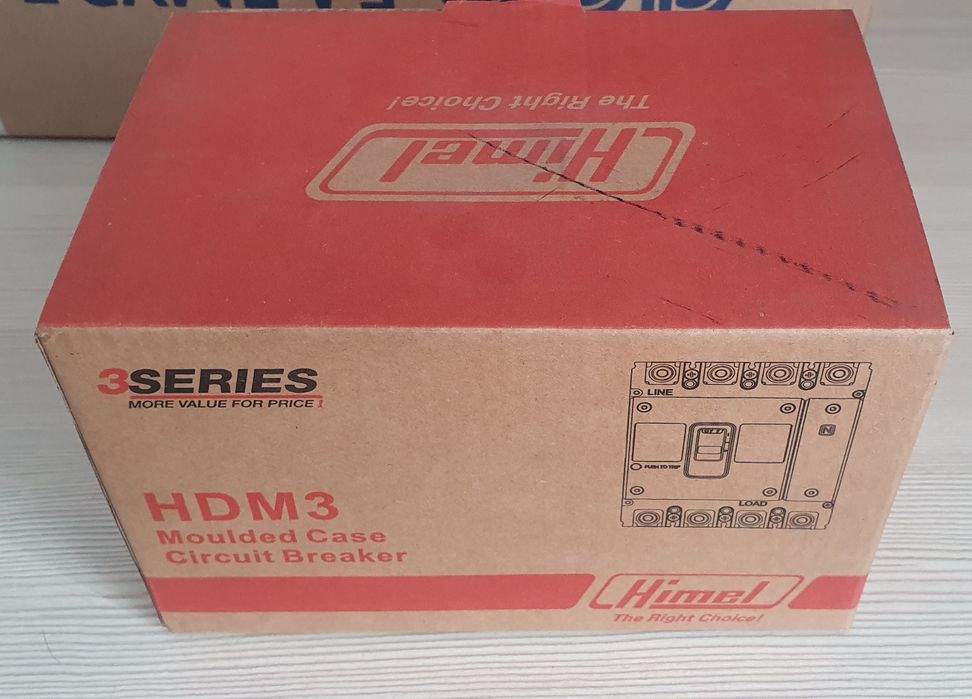 The Right Choice!
Himel
3SERIES
MORE VALUE FOR PRICE
LINE
N
PUSH TO TRIP
LOAD
HDM3
Moulded Case
Circuit Breaker
Himel
The Right Choice!